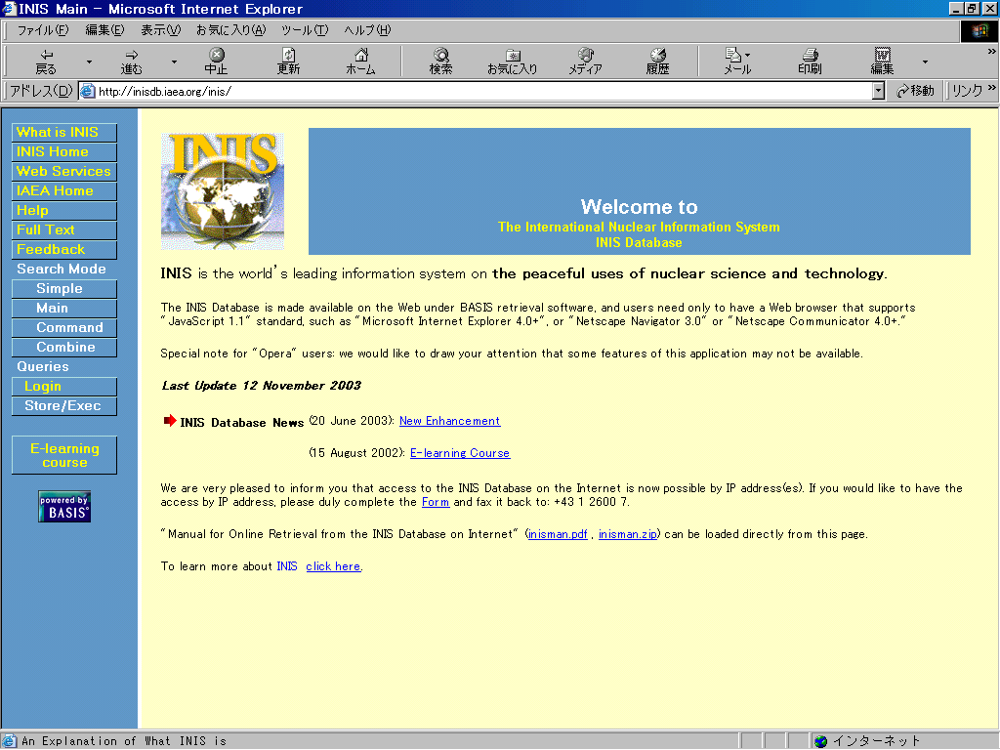 INIS Main - Microsoft Internet Explorer
ファイル(F) 編集(E) 表示(V) お気に入り(A) ツール(T) ヘルプ(H)
戻る 進む 中止 更新 ホーム 検索 お気に入り メディア 履歴 メール 印刷 編集 »
アドレス(D) http://inisdb.iaea.org/inis/ 移動 リンク »
What is INIS
INIS Home
Web Services
IAEA Home
Help
Full Text
Feedback
Search Mode
Simple
Main
Command
Combine
Queries
Login
Store/Exec
E-learning
course
powered by
BASIS®
INIS
Welcome to
The International Nuclear Information System
INIS Database
INIS is the world's leading information system on the peaceful uses of nuclear science and technology.
The INIS Database is made available on the Web under BASIS retrieval software, and users need only to have a Web browser that supports
"JavaScript 1.1" standard, such as "Microsoft Internet Explorer 4.0+", or "Netscape Navigator 3.0" or "Netscape Communicator 4.0+."
Special note for "Opera" users: we would like to draw your attention that some features of this application may not be available.
Last Update 12 November 2003
INIS Database News (20 June 2003): New Enhancement
(15 August 2002): E-learning Course
We are very pleased to inform you that access to the INIS Database on the Internet is now possible by IP address(es). If you would like to have the
access by IP address, please duly complete the Form and fax it back to: +43 1 2600 7.
"Manual for Online Retrieval from the INIS Database on Internet" (inisman.pdf , inisman.zip) can be loaded directly from this page.
To learn more about INIS click here.
An Explanation of What INIS is インターネット